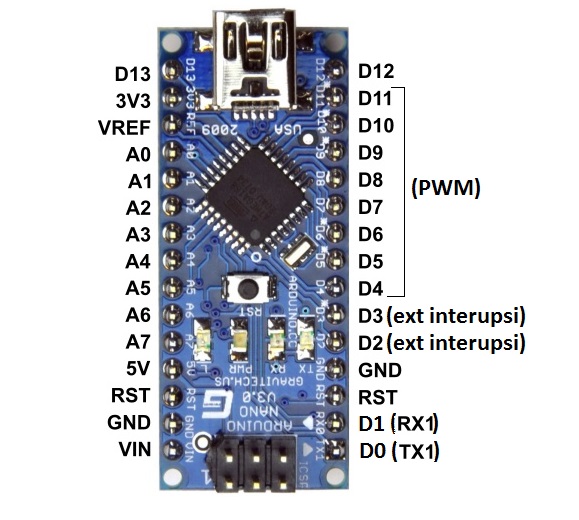 D13
3V3
VREF
A0
A1
A2
A3
A4
A5
A6
A7
5V
RST
GND
VIN
D12
D11
D10
D9
D8
D7
D6
D5
D4
D3 (ext interupsi)
D2 (ext interupsi)
GND
RST
D1 (RX1)
D0 (TX1)
(PWM)
D13
3V3
REF
A0
A1
A2
A3
A4
A5
A6
A7
5V
RST
GND
VIN
D12
D11
D10
D9
D8
D7
D6
D5
D4
D3
D2
GND
RST
RX0
TX1
USA
2009
RST
ARDUINO.CC
L
PWR
RX
TX
GRAVITECH.US
G
ARDUINO
NANO
V3.0
ICSP
1